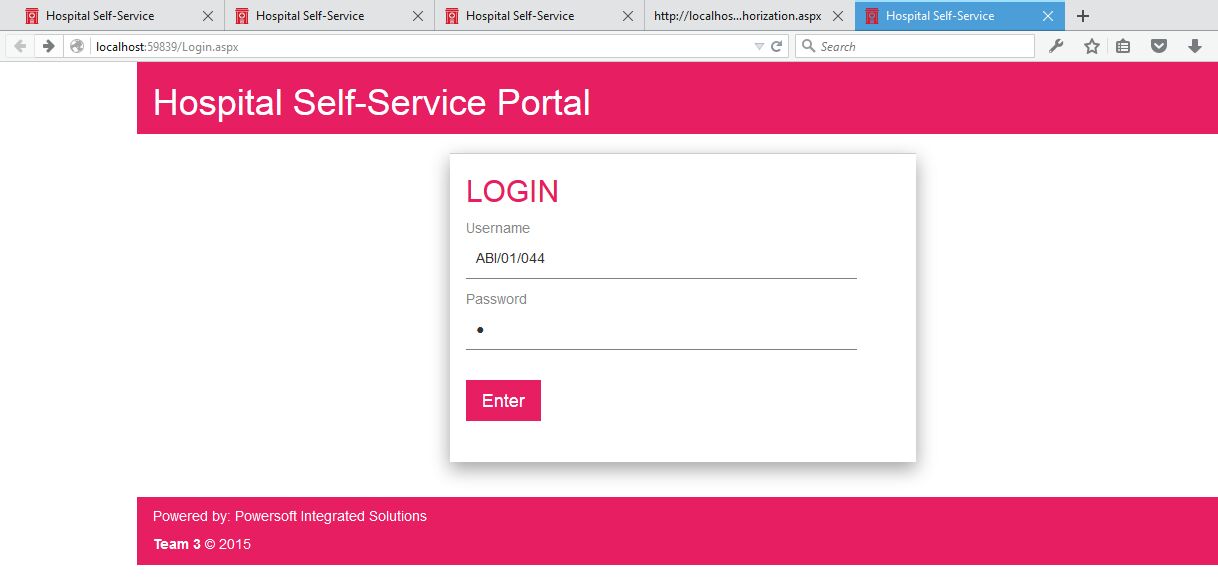 Hospital Self-Service Hospital Self-Service Hospital Self-Service http://localhos...horization.aspx Hospital Self-Service
localhost:59839/Login.aspx Search
Hospital Self-Service Portal
LOGIN
Username
ABI/01/044
Password
Enter
Powered by: Powersoft Integrated Solutions
Team 3 © 2015